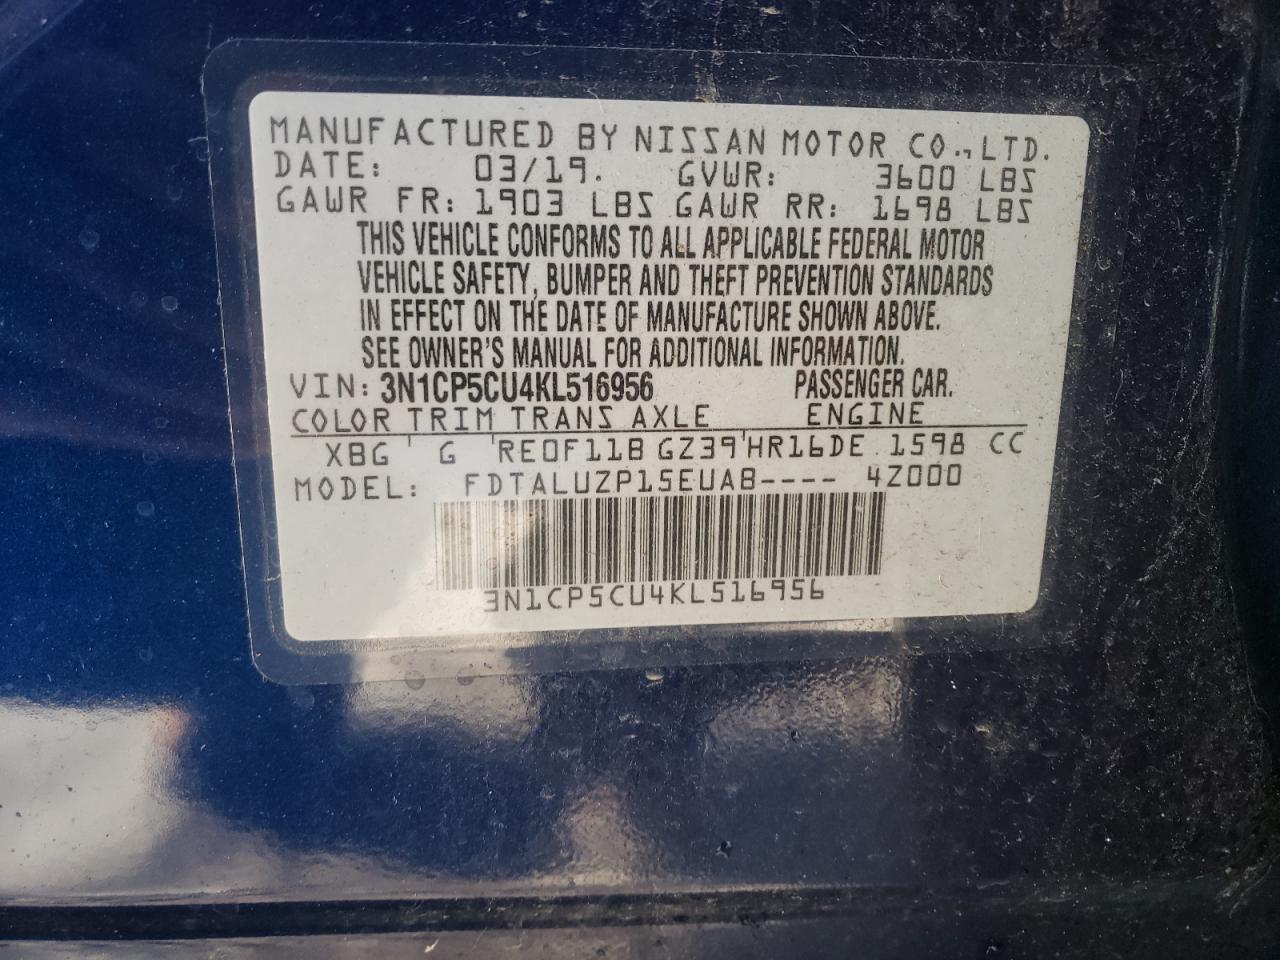 MANUFACTURED BY NISSAN MOTOR CO., LTD.
DATE: 03/19. GVWR: 3600 LBS
GAWR FR: 1903 LBS GAWR RR: 1698 LBS
THIS VEHICLE CONFORMS TO ALL APPLICABLE FEDERAL MOTOR
VEHICLE SAFETY, BUMPER AND THEFT PREVENTION STANDARDS
IN EFFECT ON THE DATE OF MANUFACTURE SHOWN ABOVE.
SEE OWNER'S MANUAL FOR ADDITIONAL INFORMATION.
VIN: 3N1CP5CU4KL516956 PASSENGER CAR.
COLOR TRIM TRANS AXLE ENGINE
XBG G RE0F11B GZ39 HR16DE 1598 CC
MODEL: FDTALUZP15EUAB---- 4Z000
3N1CP5CU4KL516956